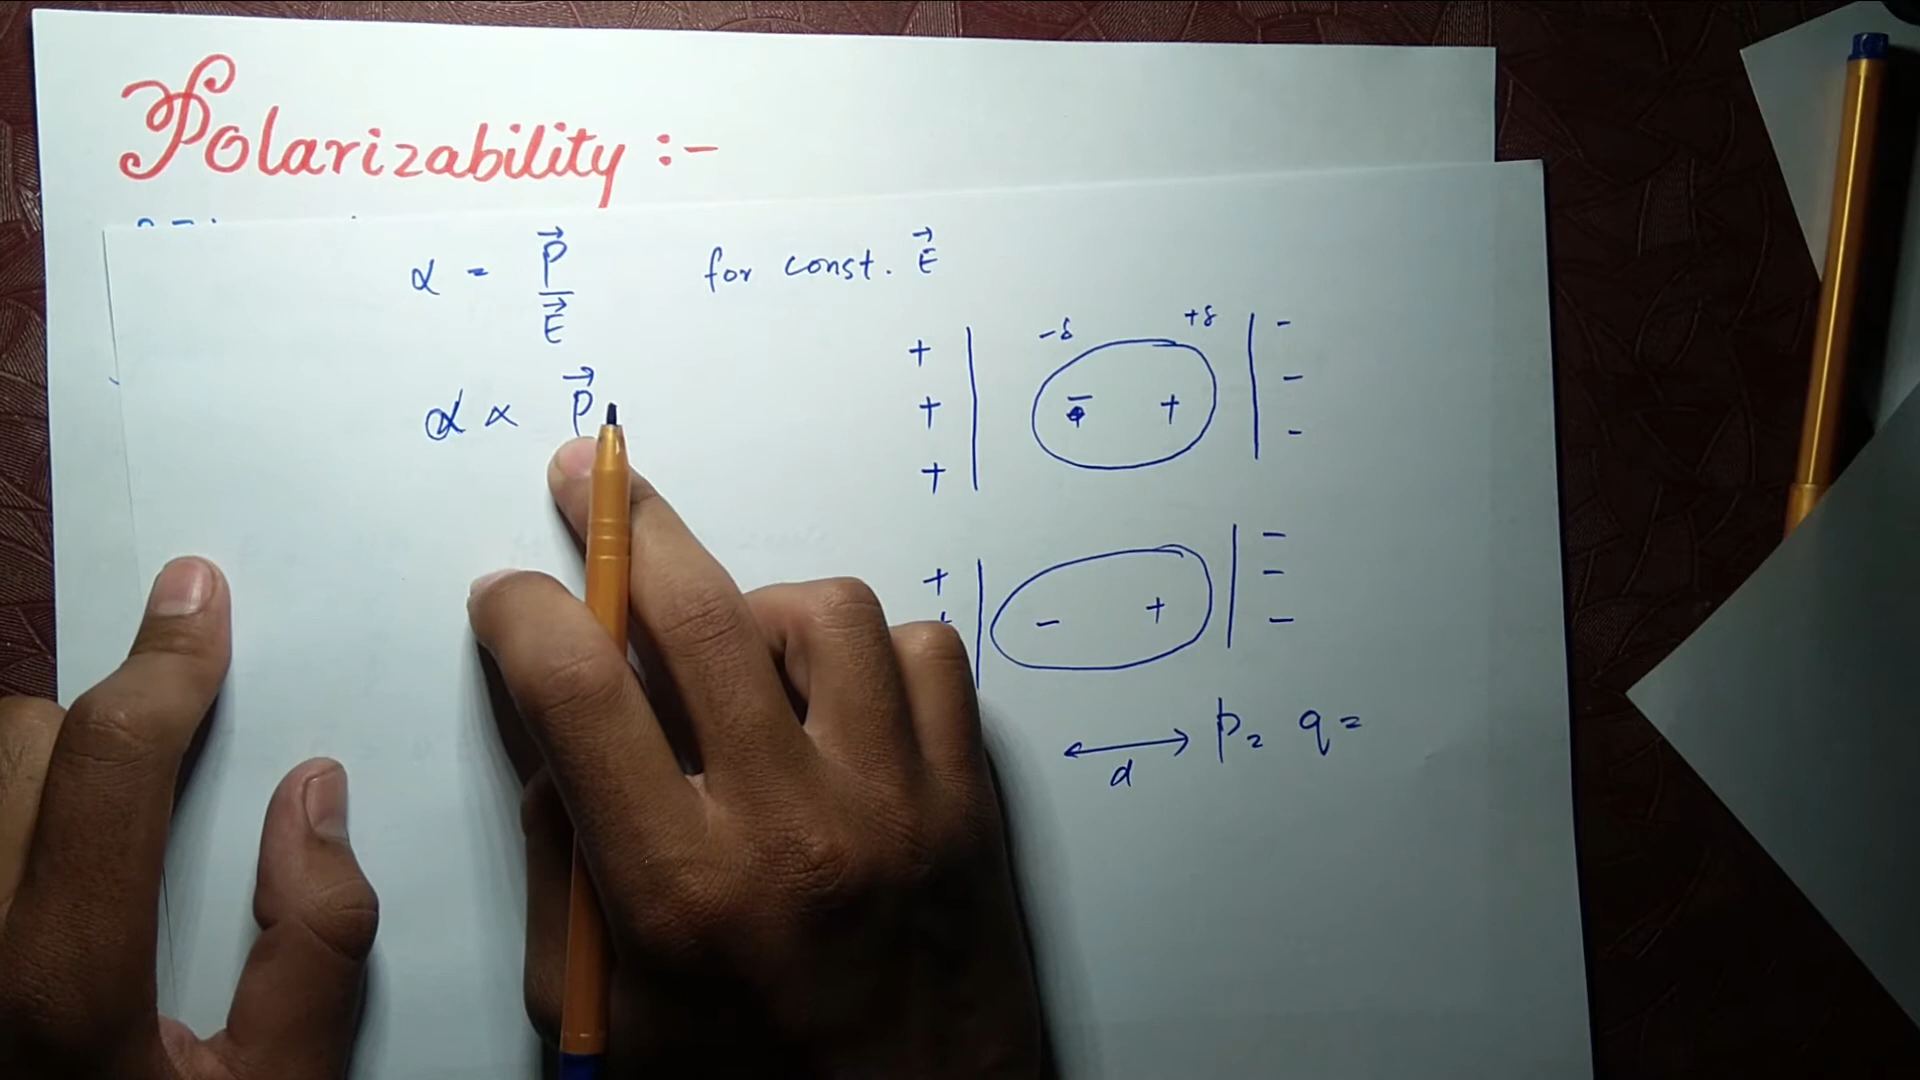 Polarizability :-
α = P⃗ / E⃗ for const. E⃗
α ∝ P⃗
-δ +δ
+ -
+ - + -
+ -
+ -
- + -
-
d p = q =